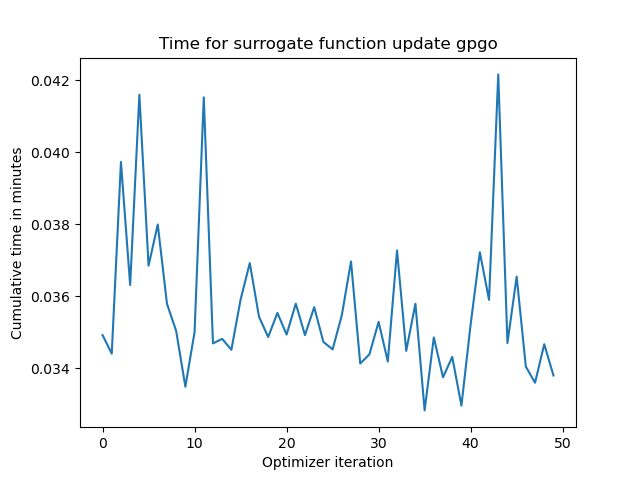 Time for surrogate function update gpgo
0.042
0.040
0.038
0.036
0.034
Cumulative time in minutes
0 10 20 30 40 50
Optimizer iteration